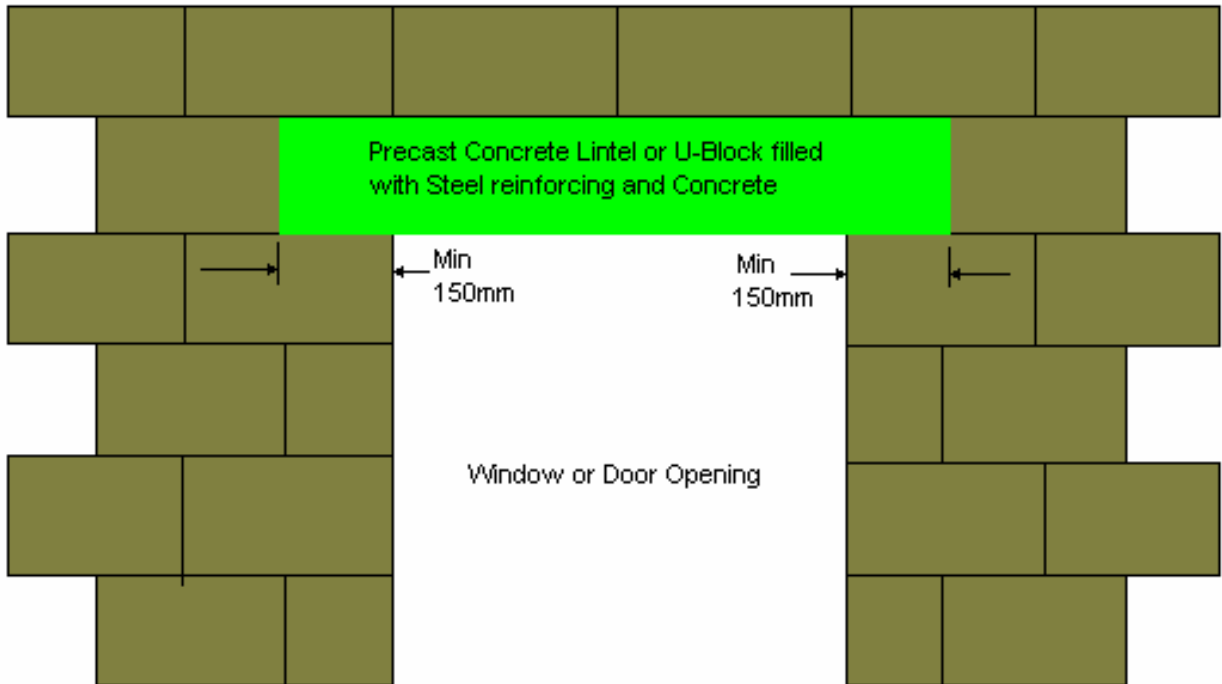 Precast Concrete Lintel or U-Block filled
with Steel reinforcing and Concrete
Min
150mm
Min
150mm
Window or Door Opening